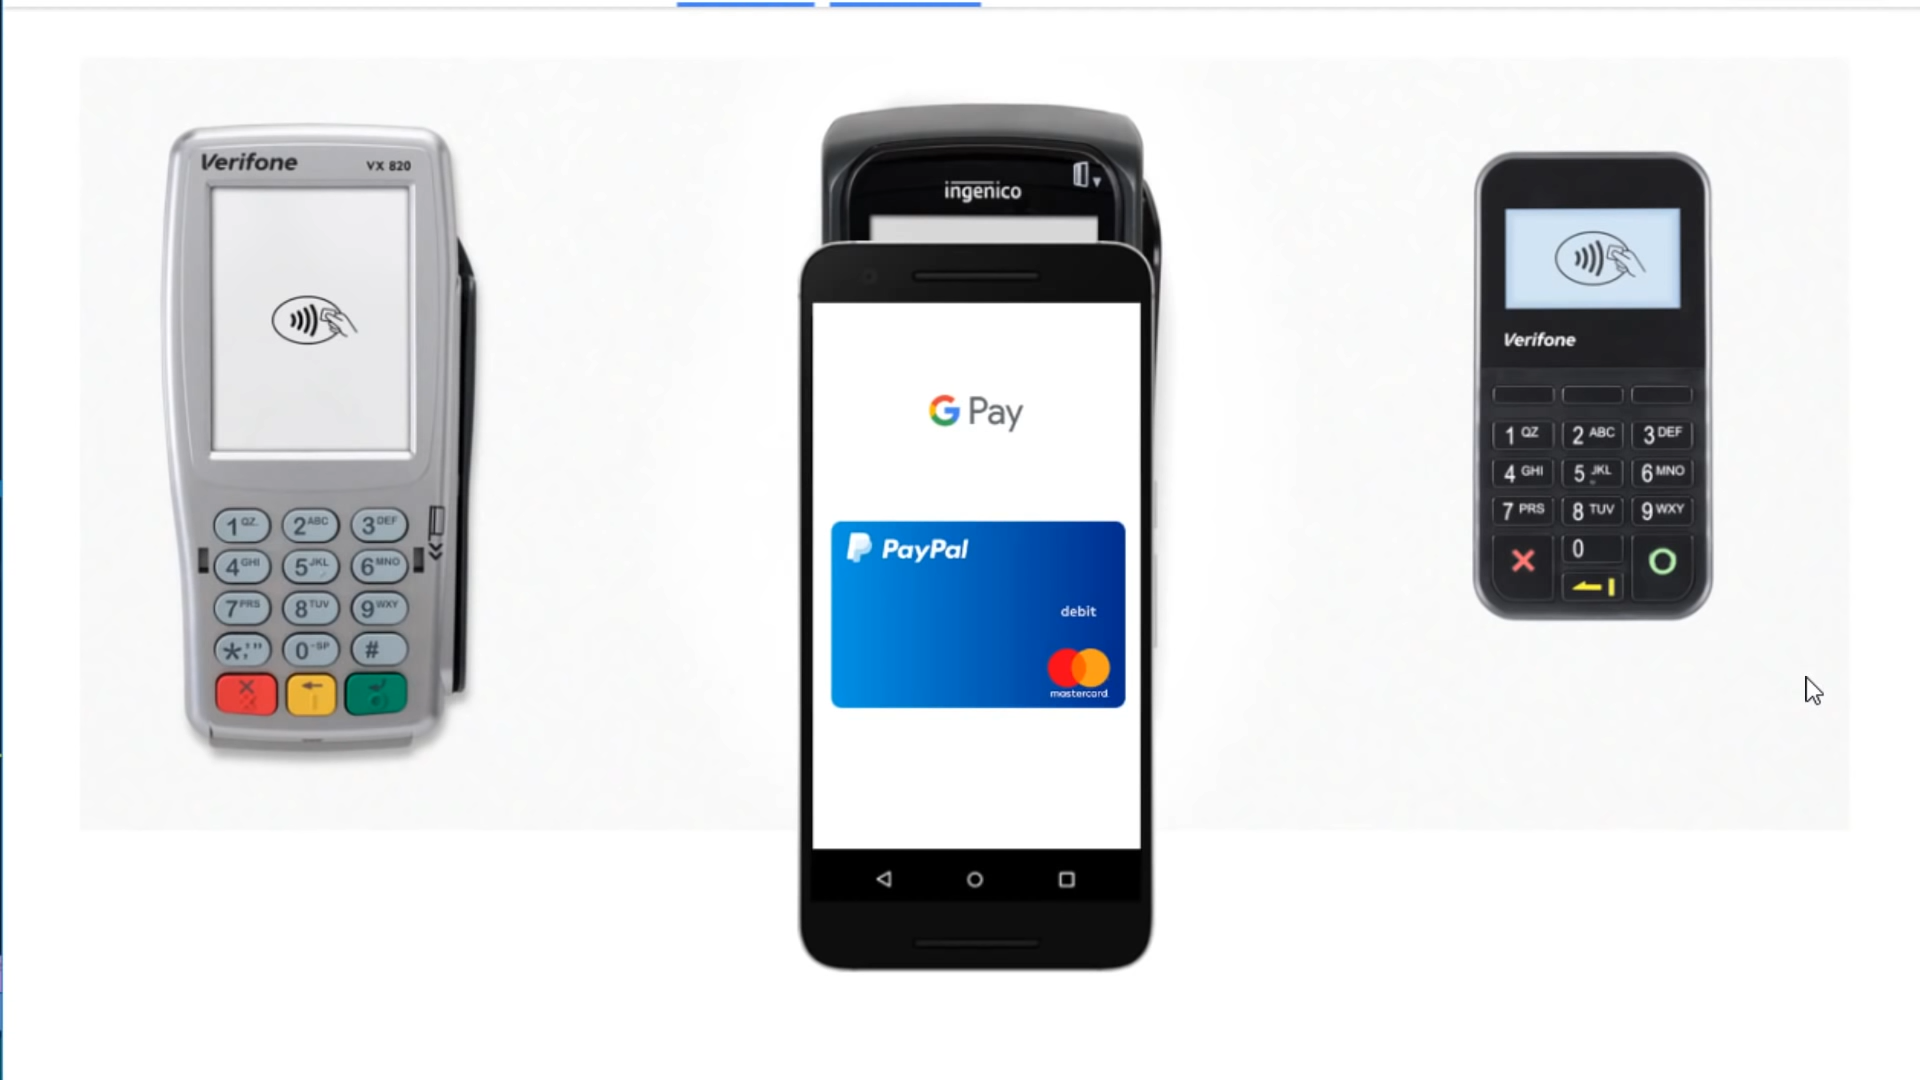 Verifone VX 820
1 QZ. 2 ABC 3 DEF
4 GHI 5 JKL 6 MNO
7 PRS 8 TUV 9 WXY
*,'" 0 -SP #
ingenico
G Pay
PayPal
debit
mastercard
Verifone
1 QZ 2 ABC 3 DEF
4 GHI 5 JKL 6 MNO
7 PRS 8 TUV 9 WXY
0